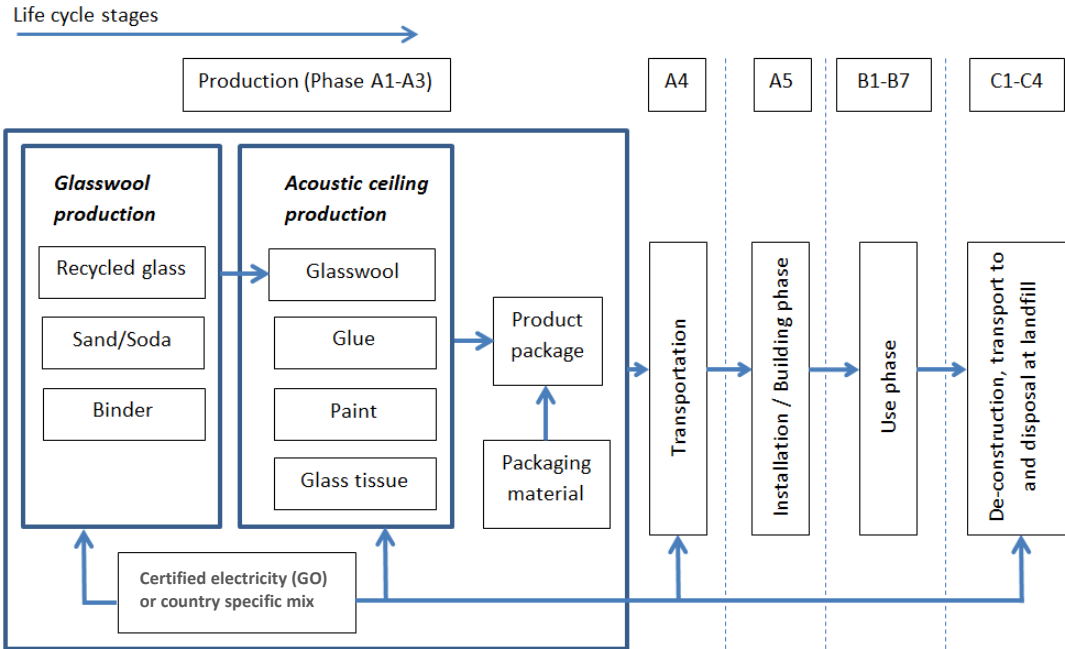 Life cycle stages
Production (Phase A1-A3)
A4
A5
B1-B7
C1-C4
Glasswool
production
Recycled glass
Sand/Soda
Binder
Acoustic ceiling
production
Glasswool
Glue
Paint
Glass tissue
Product
package
Packaging
material
Certified electricity (GO)
or country specific mix
Transportation
Installation / Building phase
Use phase
De-construction, transport to
and disposal at landfill